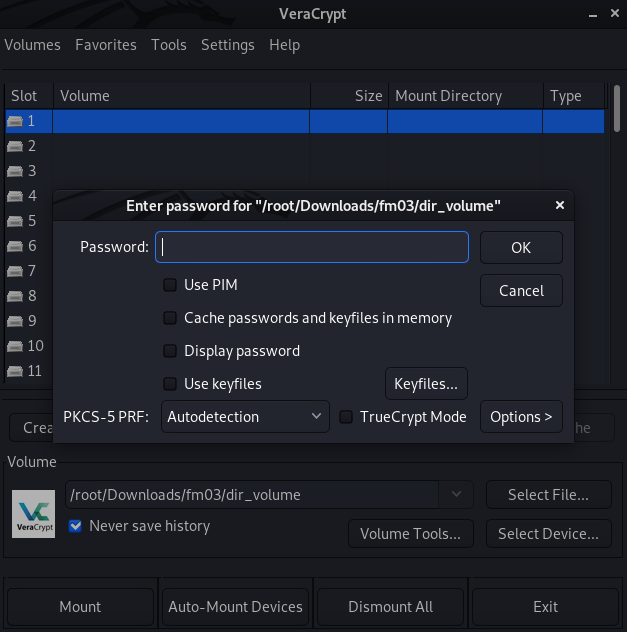 VeraCrypt
Volumes Favorites Tools Settings Help
Slot Volume Size Mount Directory Type
1
2
3
4
5
6
7
8
9
10
11
Enter password for "/root/Downloads/fm03/dir_volume"
Password: OK
Use PIM
Cancel
Cache passwords and keyfiles in memory
Display password
Use keyfiles Keyfiles...
PKCS-5 PRF: Autodetection TrueCrypt Mode Options >
Crea he
Volume
/root/Downloads/fm03/dir_volume Select File...
VeraCrypt
Never save history
Volume Tools... Select Device...
Mount Auto-Mount Devices Dismount All Exit